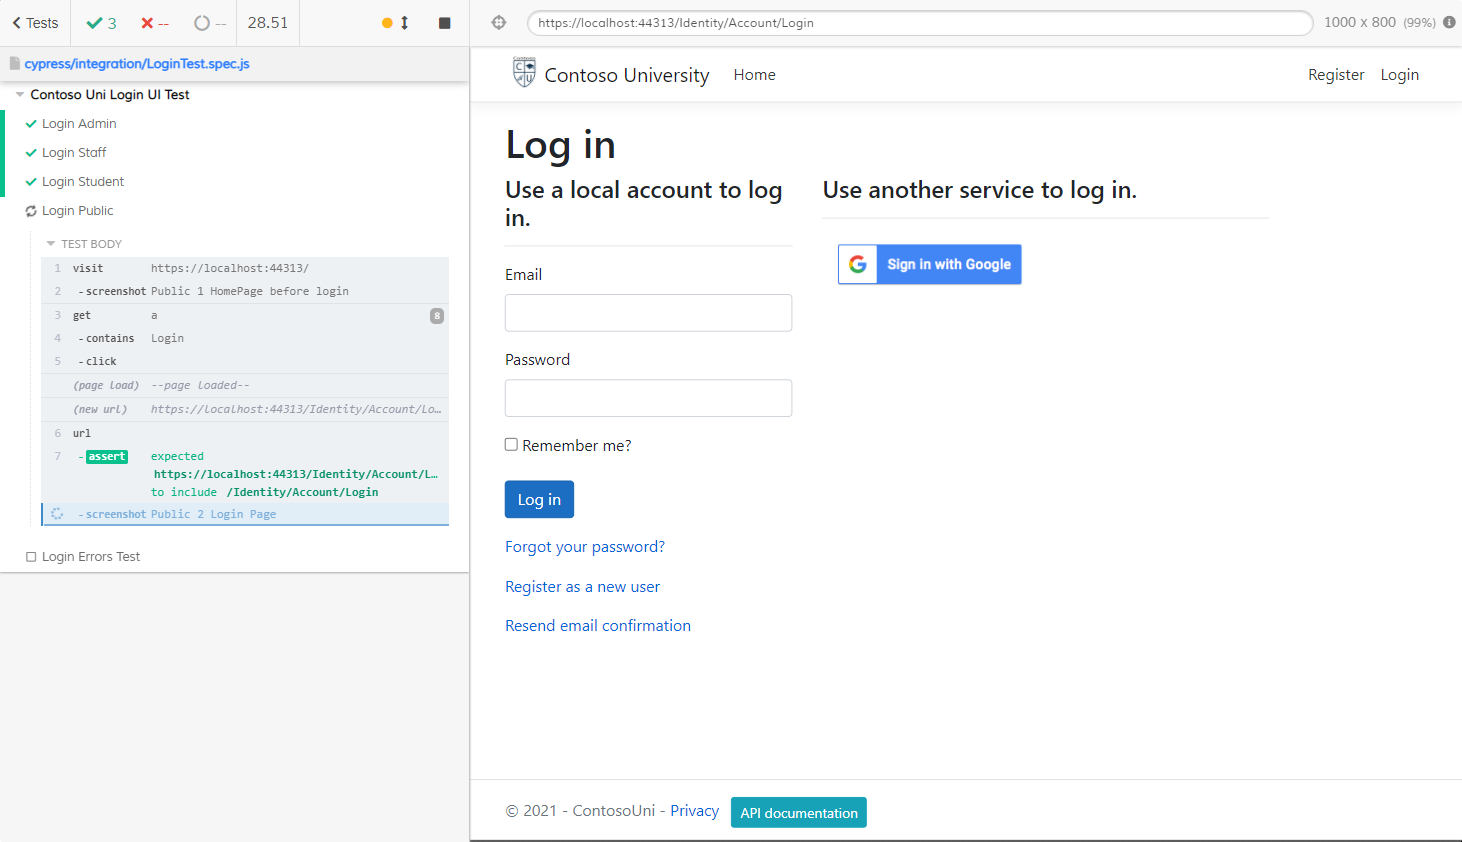 Tests 3 -- -- 28.51
https://localhost:44313/Identity/Account/Login 1000 x 800 (99%)
cypress/integration/LoginTest.spec.js
Contoso Uni Login UI Test
Login Admin
Login Staff
Login Student
Login Public
TEST BODY
1 visit https://localhost:44313/
2 -screenshot Public 1 HomePage before login
3 get a 8
4 -contains Login
5 -click
(page load) --page loaded--
(new url) https://localhost:44313/Identity/Account/Lo…
6 url
7 -assert expected
https://localhost:44313/Identity/Account/L…
to include /Identity/Account/Login
-screenshot Public 2 Login Page
Login Errors Test
Contoso University Home Register Login
Log in
Use a local account to log
in.
Email
Password
Remember me?
Log in
Forgot your password?
Register as a new user
Resend email confirmation
Use another service to log in.
Sign in with Google
© 2021 - ContosoUni - Privacy API documentation